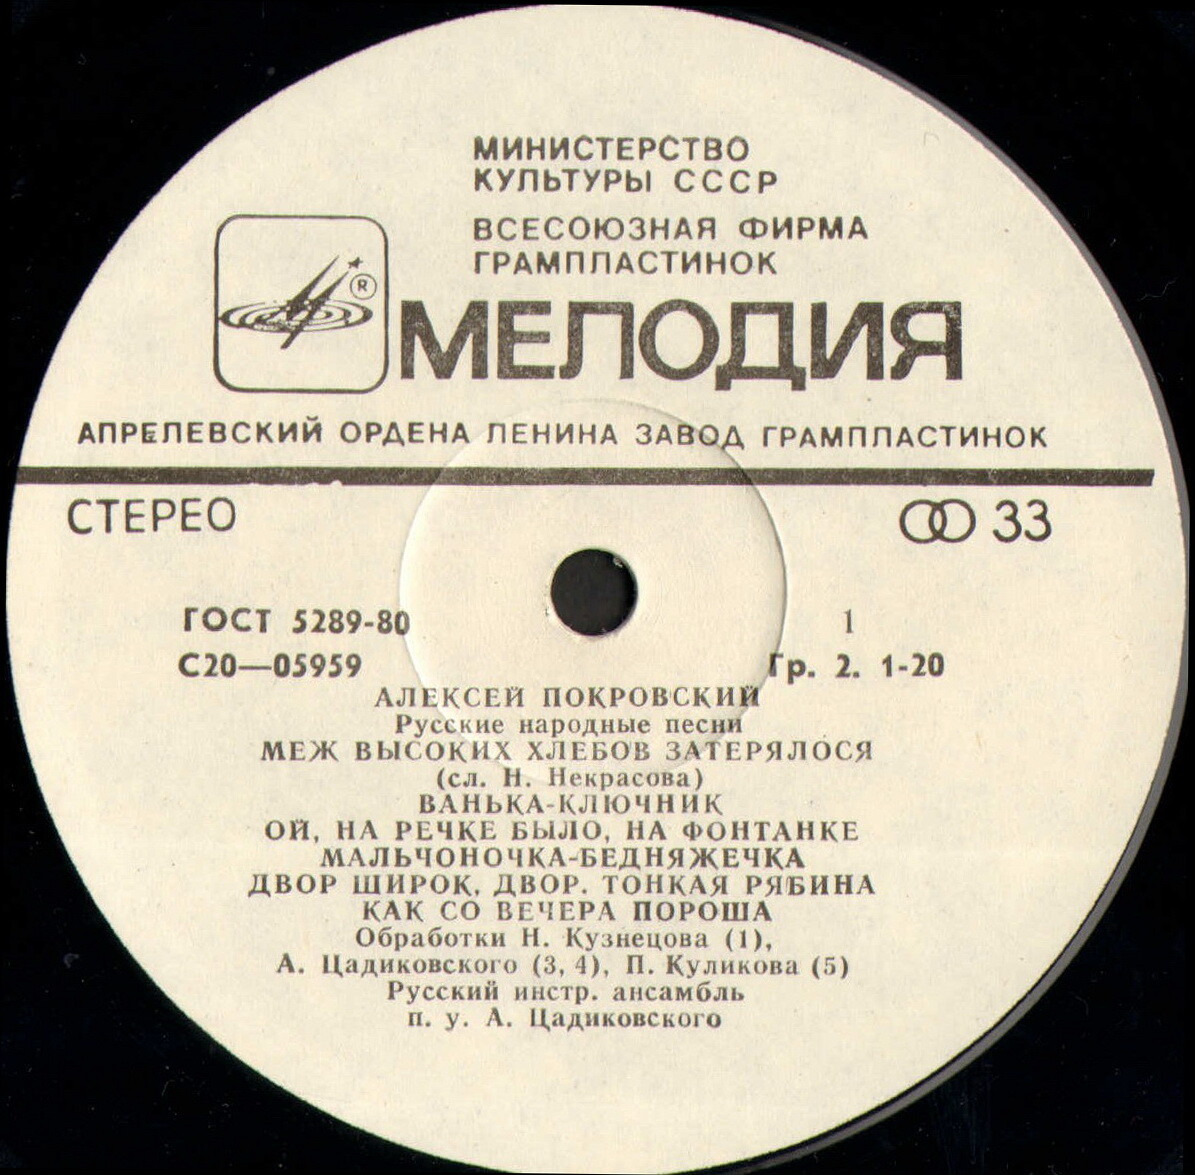 МИНИСТЕРСТВО
КУЛЬТУРЫ СССР
ВСЕСОЮЗНАЯ ФИРМА
ГРАМПЛАСТИНОК
®
МЕЛОДИЯ
АПРЕЛЕВСКИЙ ОРДЕНА ЛЕНИНА ЗАВОД ГРАМПЛАСТИНОК
СТЕРЕО
33
ГОСТ 5289-80
1
С20—05959
Гр. 2. 1-20
АЛЕКСЕЙ ПОКРОВСКИЙ
Русские народные песни
МЕЖ ВЫСОКИХ ХЛЕБОВ ЗАТЕРЯЛОСЯ
(сл. Н. Некрасова)
ВАНЬКА-КЛЮЧНИК
ОЙ, НА РЕЧКЕ БЫЛО, НА ФОНТАНКЕ
МАЛЬЧОНОЧКА-БЕДНЯЖЕЧКА
ДВОР ШИРОК, ДВОР. ТОНКАЯ РЯБИНА
КАК СО ВЕЧЕРА ПОРОША
Обработки Н. Кузнецова (1),
А. Цадиковского (3, 4), П. Куликова (5)
Русский инстр. ансамбль
п. у. А. Цадиковского